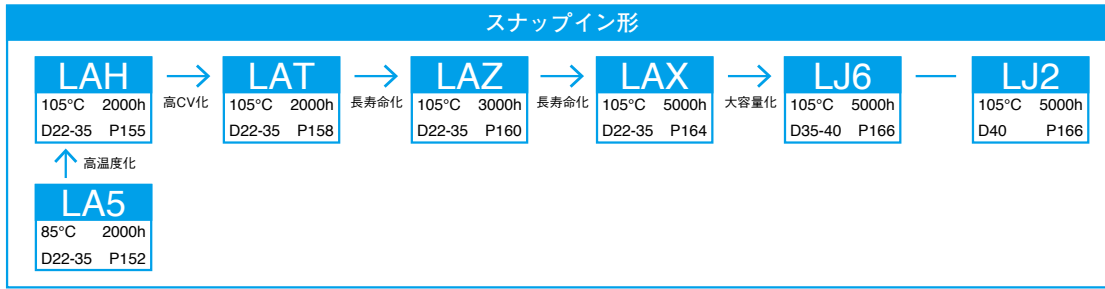 スナップイン形
LAH
105°C 2000h
D22-35 P155
高CV化
LAT
105°C 2000h
D22-35 P158
長寿命化
LAZ
105°C 3000h
D22-35 P160
長寿命化
LAX
105°C 5000h
D22-35 P164
大容量化
LJ6
105°C 5000h
D35-40 P166
LJ2
105°C 5000h
D40 P166
高温度化
LA5
85°C 2000h
D22-35 P152